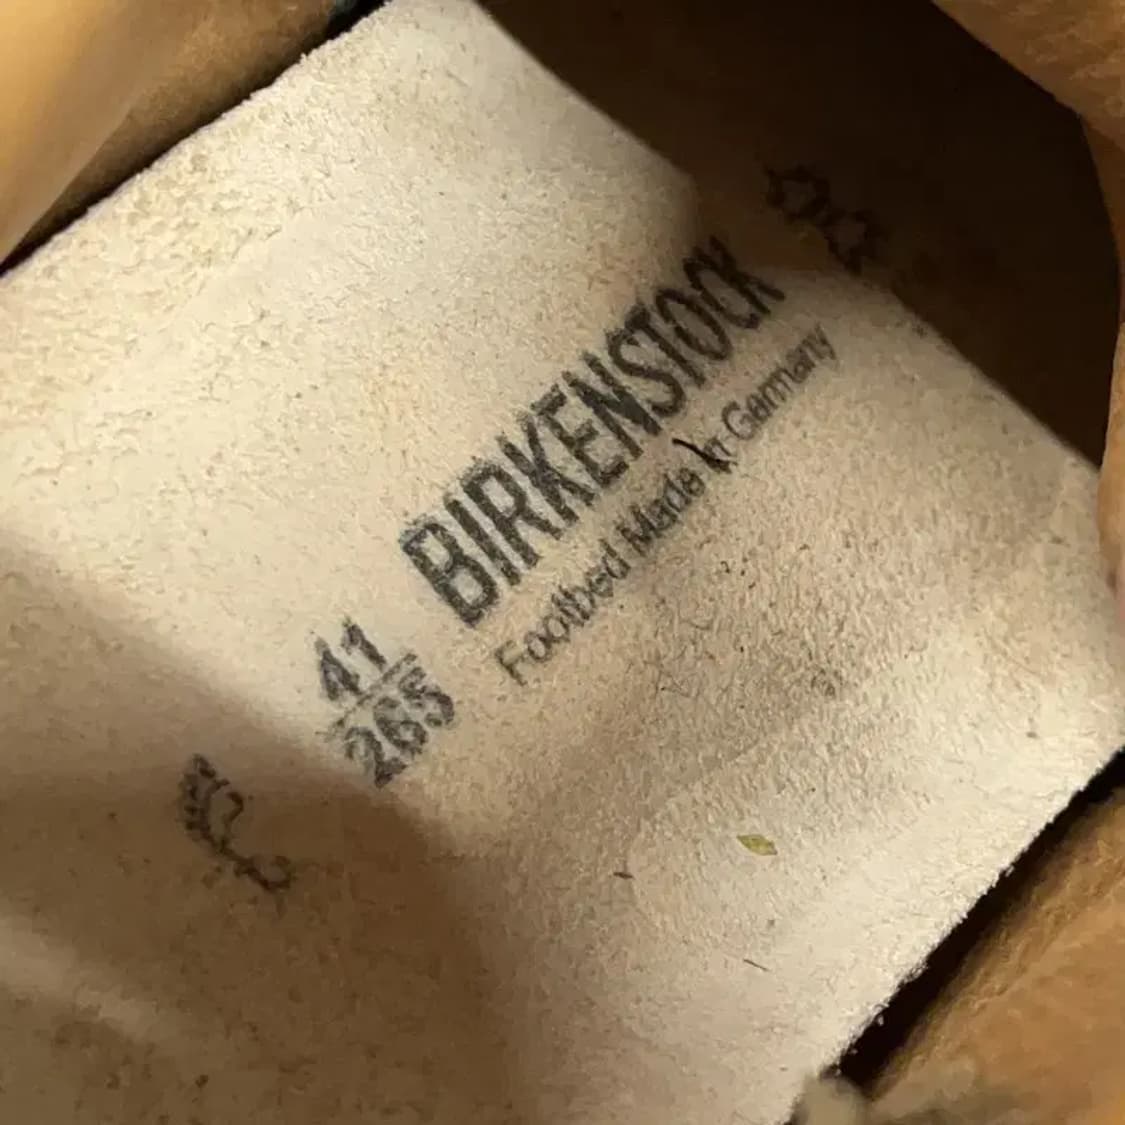 41
265
BIRKENSTOCK
Footbed Made in Germany